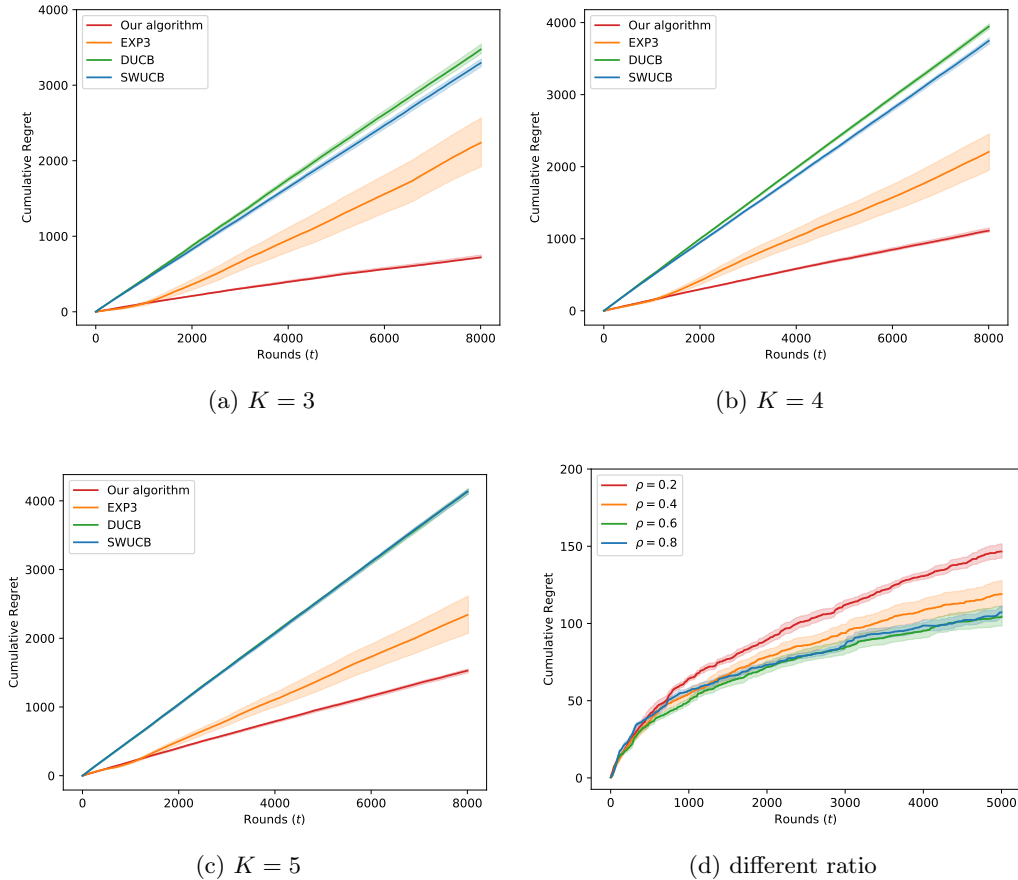 4000
3000
2000
1000
0
Cumulative Regret
Our algorithm
EXP3
DUCB
SWUCB
0 2000 4000 6000 8000
Rounds (t)
(a) K = 3
4000
3000
2000
1000
0
Cumulative Regret
Our algorithm
EXP3
DUCB
SWUCB
0 2000 4000 6000 8000
Rounds (t)
(b) K = 4
4000
3000
2000
1000
0
Cumulative Regret
Our algorithm
EXP3
DUCB
SWUCB
0 2000 4000 6000 8000
Rounds (t)
(c) K = 5
200
150
100
50
0
Cumulative Regret
ρ = 0.2
ρ = 0.4
ρ = 0.6
ρ = 0.8
0 1000 2000 3000 4000 5000
Rounds (t)
(d) different ratio